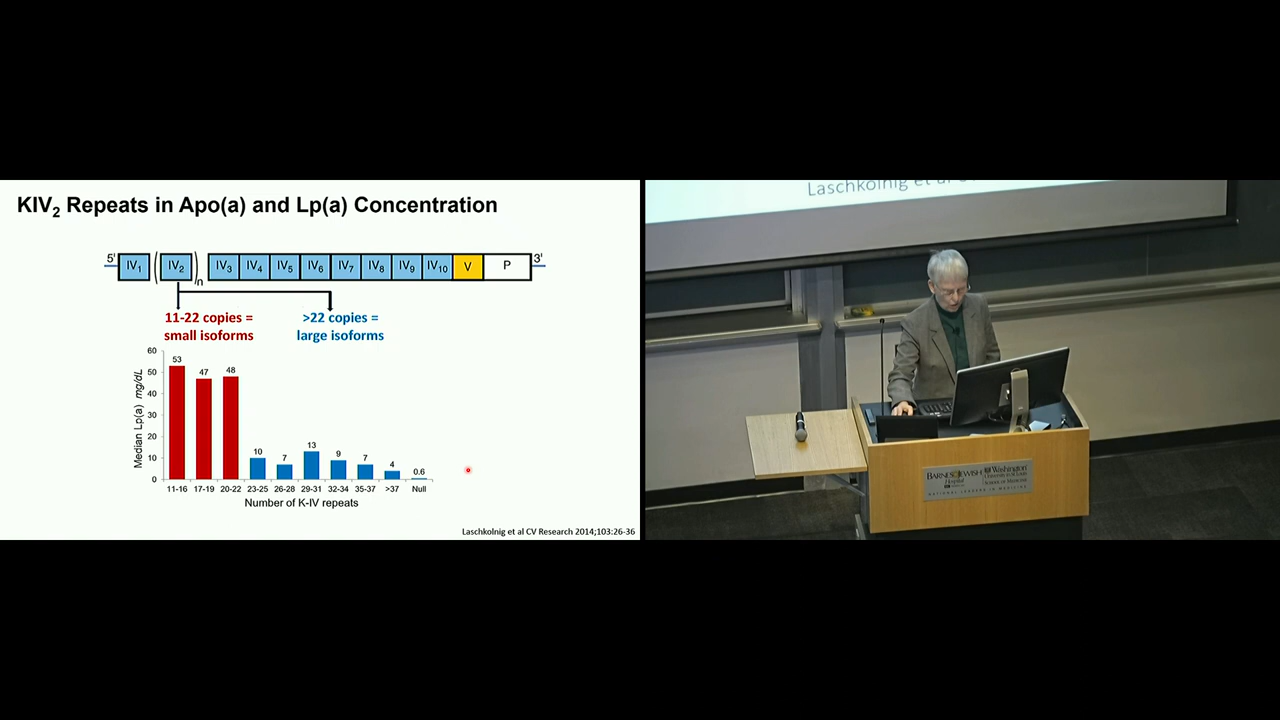 KIV2 Repeats in Apo(a) and Lp(a) Concentration
5' IV1 (IV2)n IV3 IV4 IV5 IV6 IV7 IV8 IV9 IV10 V P 3'
11-22 copies =
small isoforms
>22 copies =
large isoforms
Median Lp(a) mg/dL
60
50
40
30
20
10
0
53
47
48
10
7
13
9
7
4
0.6
11-16 17-19 20-22 23-25 26-28 29-31 32-34 35-37 >37 Null
Number of K-IV repeats
Laschkolnig et al CV Research 2014;103:26-36
Laschkolnig et al
BARNES JEWISH
Hospital
Washington
University in St. Louis
School of Medicine
NATIONAL LEADERS IN MEDICINE